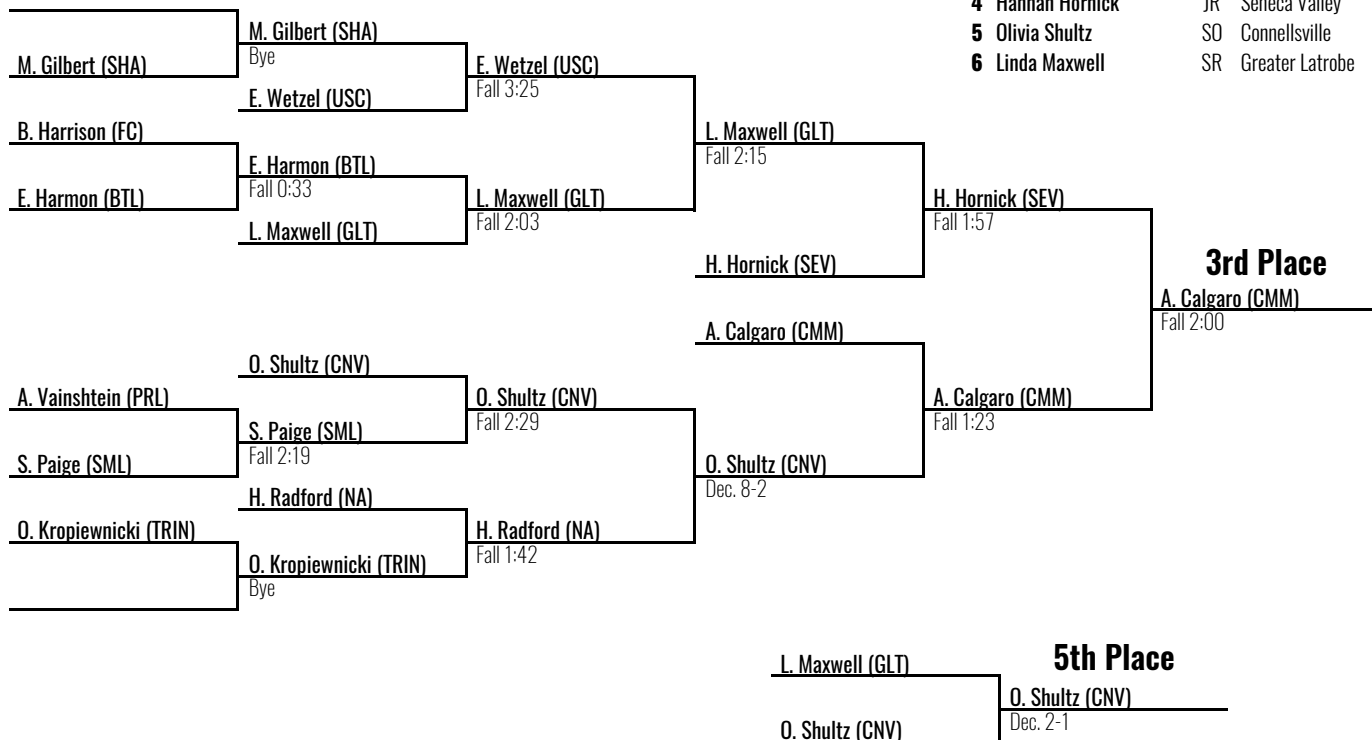 4 Hannah Hornick JR Seneca Valley
5 Olivia Shultz SO Connellsville
6 Linda Maxwell SR Greater Latrobe
M. Gilbert (SHA)
Bye
M. Gilbert (SHA)
E. Wetzel (USC)
Fall 3:25
E. Wetzel (USC)
B. Harrison (FC)
L. Maxwell (GLT)
Fall 2:15
E. Harmon (BTL)
Fall 0:33
E. Harmon (BTL)
L. Maxwell (GLT)
Fall 2:03
H. Hornick (SEV)
Fall 1:57
L. Maxwell (GLT)
H. Hornick (SEV)
3rd Place
A. Calgaro (CMM)
Fall 2:00
A. Calgaro (CMM)
O. Shultz (CNV)
A. Vainshtein (PRL)
O. Shultz (CNV)
Fall 2:29
A. Calgaro (CMM)
Fall 1:23
S. Paige (SML)
Fall 2:19
S. Paige (SML)
O. Shultz (CNV)
Dec. 8-2
H. Radford (NA)
O. Kropiewnicki (TRIN)
H. Radford (NA)
Fall 1:42
O. Kropiewnicki (TRIN)
Bye
5th Place
L. Maxwell (GLT)
O. Shultz (CNV)
Dec. 2-1
O. Shultz (CNV)